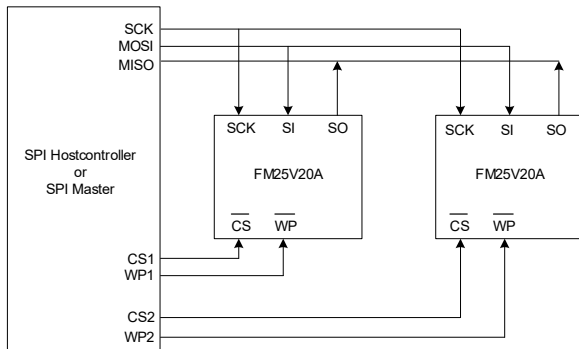 SCK
MOSI
MISO
SPI Hostcontroller
or
SPI Master
CS1
WP1
CS2
WP2
SCK SI SO
FM25V20A
CS WP
SCK SI SO
FM25V20A
CS WP